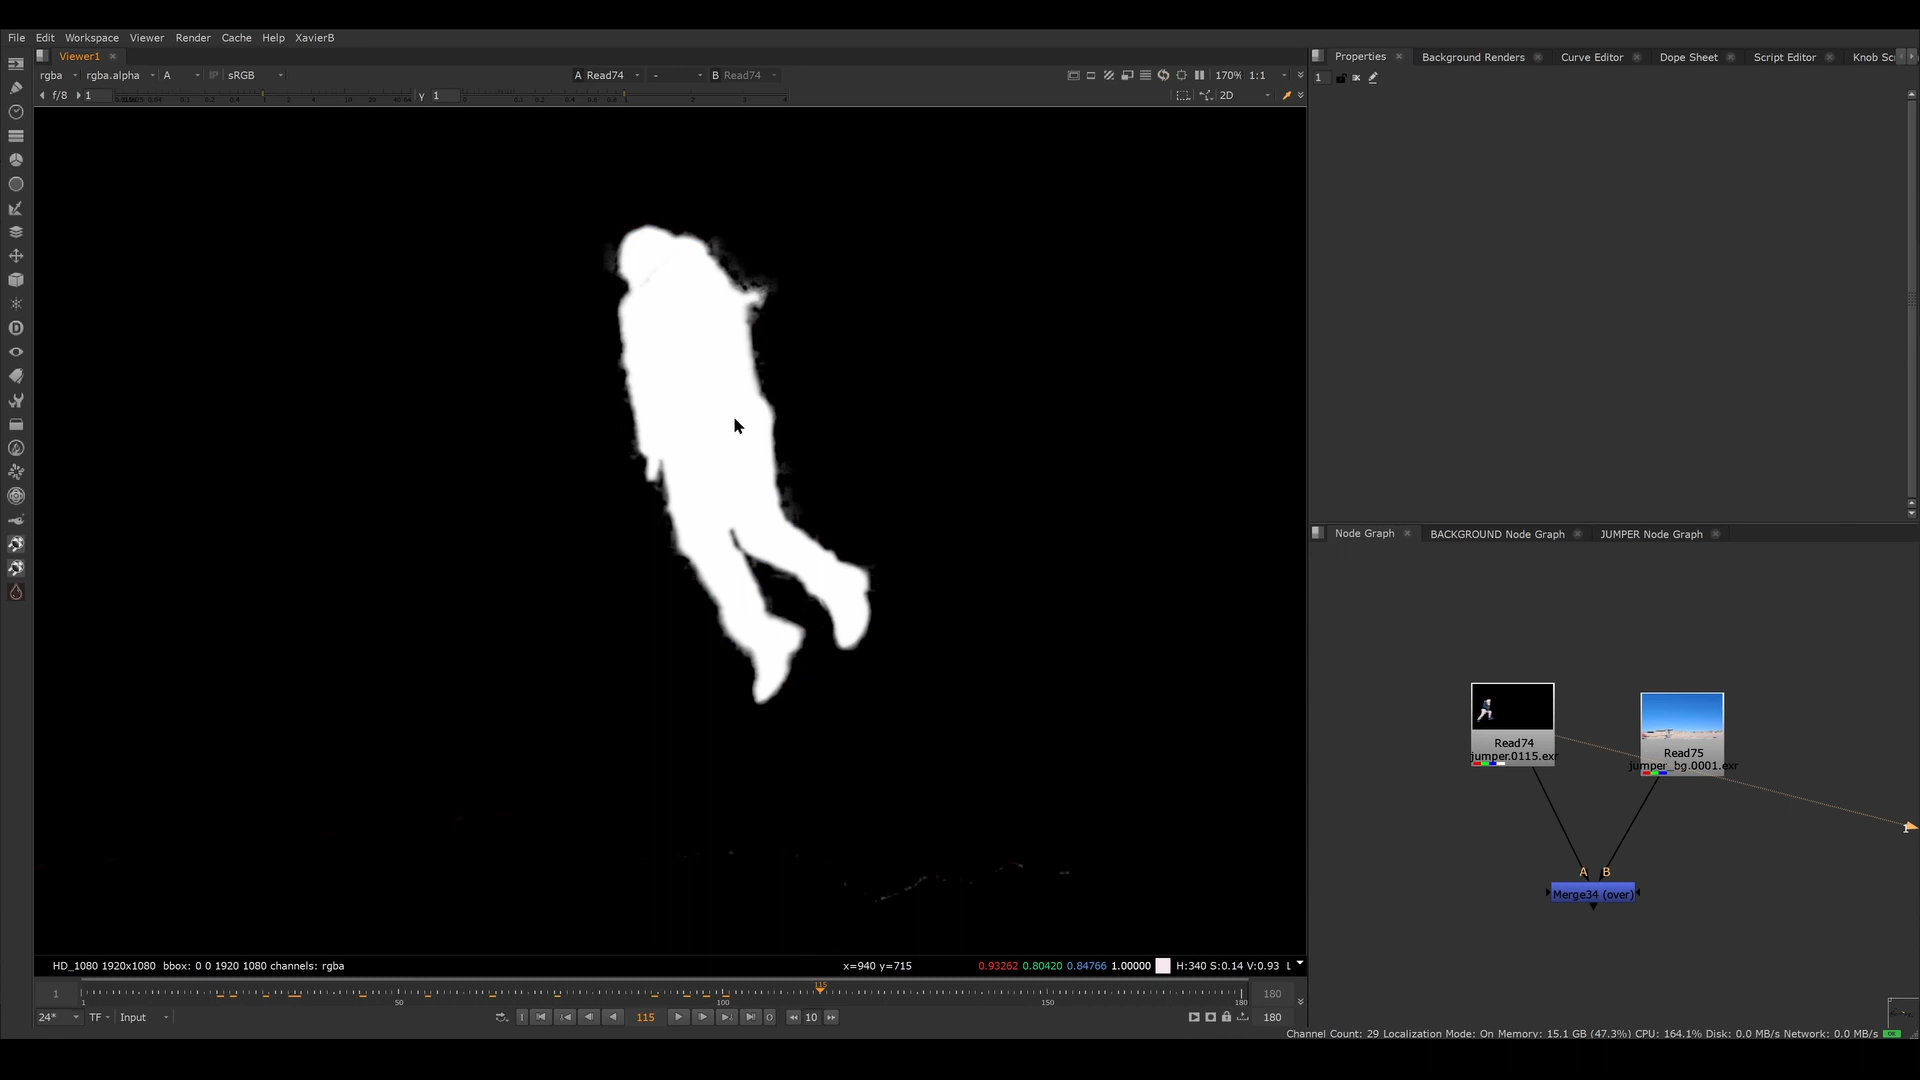 File Edit Workspace Viewer Render Cache Help XavierB
Viewer1
Properties Background Renders Curve Editor Dope Sheet Script Editor Knob Sc
rgba rgba.alpha A IP sRGB A Read74 - B Read74 170% 1:1
1
f/8 1 γ 1 2D
Node Graph BACKGROUND Node Graph JUMPER Node Graph
Read74
jumper.0115.exr
Read75
jumper_bg.0001.exr
1
A B
Merge34 (over)
HD_1080 1920x1080 bbox: 0 0 1920 1080 channels: rgba x=940 y=715 0.93262 0.80420 0.84766 1.00000 H:340 S:0.14 V:0.93 L
115
1 180
1 50 100 150 180
24* TF Input I 115 O 10 180
Channel Count: 29 Localization Mode: On Memory: 15.1 GB (47.3%) CPU: 164.1% Disk: 0.0 MB/s Network: 0.0 MB/s